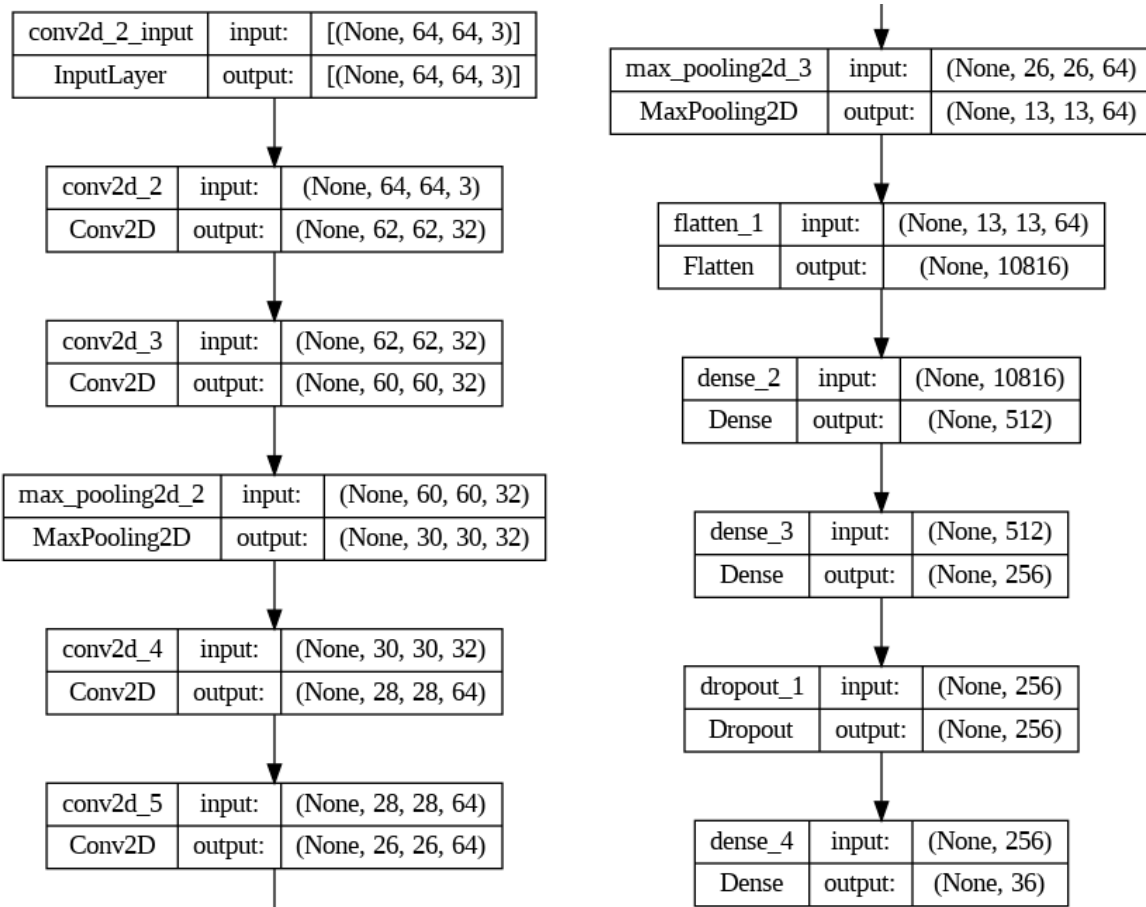 conv2d_2_input input: [(None, 64, 64, 3)]
InputLayer output: [(None, 64, 64, 3)]
conv2d_2 input: (None, 64, 64, 3)
Conv2D output: (None, 62, 62, 32)
conv2d_3 input: (None, 62, 62, 32)
Conv2D output: (None, 60, 60, 32)
max_pooling2d_2 input: (None, 60, 60, 32)
MaxPooling2D output: (None, 30, 30, 32)
conv2d_4 input: (None, 30, 30, 32)
Conv2D output: (None, 28, 28, 64)
conv2d_5 input: (None, 28, 28, 64)
Conv2D output: (None, 26, 26, 64)
max_pooling2d_3 input: (None, 26, 26, 64)
MaxPooling2D output: (None, 13, 13, 64)
flatten_1 input: (None, 13, 13, 64)
Flatten output: (None, 10816)
dense_2 input: (None, 10816)
Dense output: (None, 512)
dense_3 input: (None, 512)
Dense output: (None, 256)
dropout_1 input: (None, 256)
Dropout output: (None, 256)
dense_4 input: (None, 256)
Dense output: (None, 36)